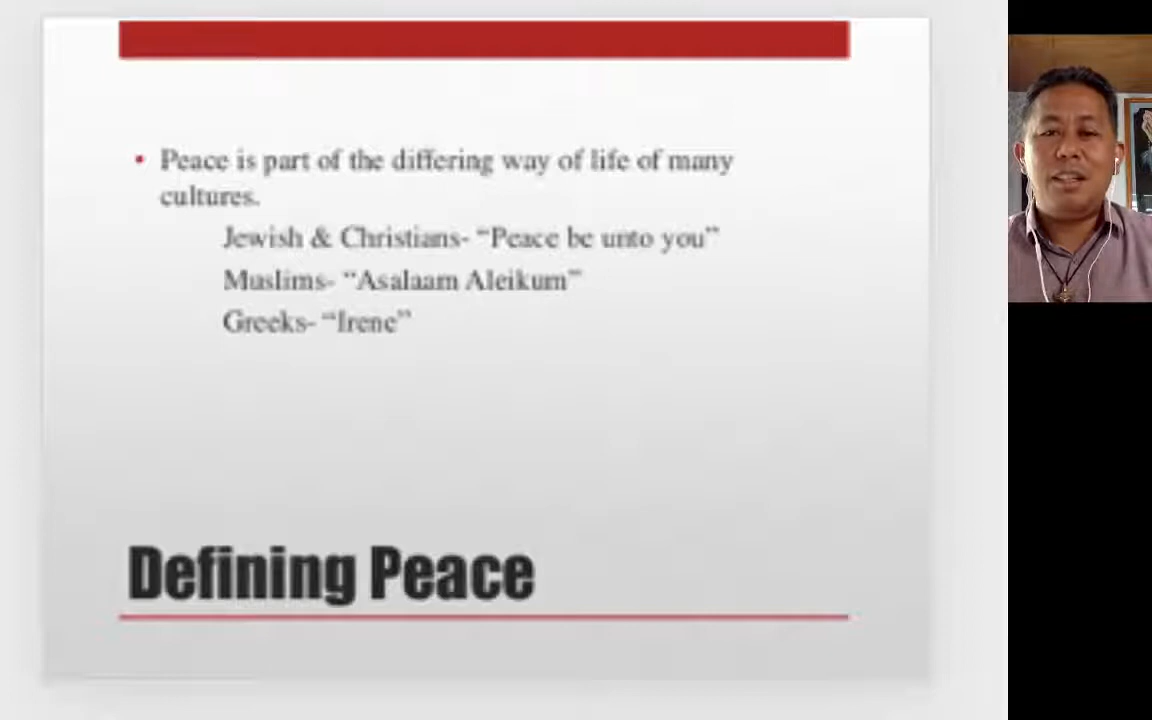 • Peace is part of the differing way of life of many
cultures.
Jewish & Christians- “Peace be unto you”
Muslims- “Asalaam Aleikum”
Greeks- “Irene”
Defining Peace